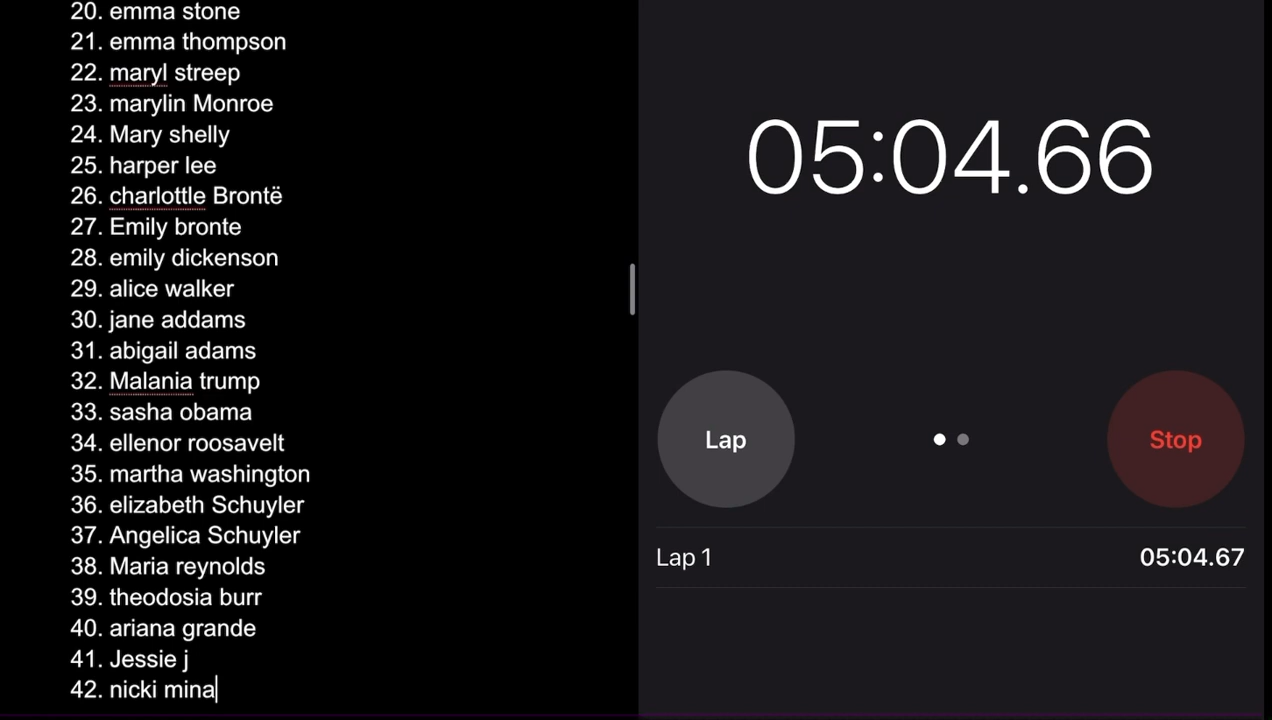 20. emma stone
21. emma thompson
22. maryl streep
23. marylin Monroe
24. Mary shelly
25. harper lee
26. charlottle Brontë
27. Emily bronte
28. emily dickenson
29. alice walker
30. jane addams
31. abigail adams
32. Malania trump
33. sasha obama
34. ellenor roosavelt
35. martha washington
36. elizabeth Schuyler
37. Angelica Schuyler
38. Maria reynolds
39. theodosia burr
40. ariana grande
41. Jessie j
42. nicki mina
05:04.66
Lap
Stop
Lap 1 05:04.67